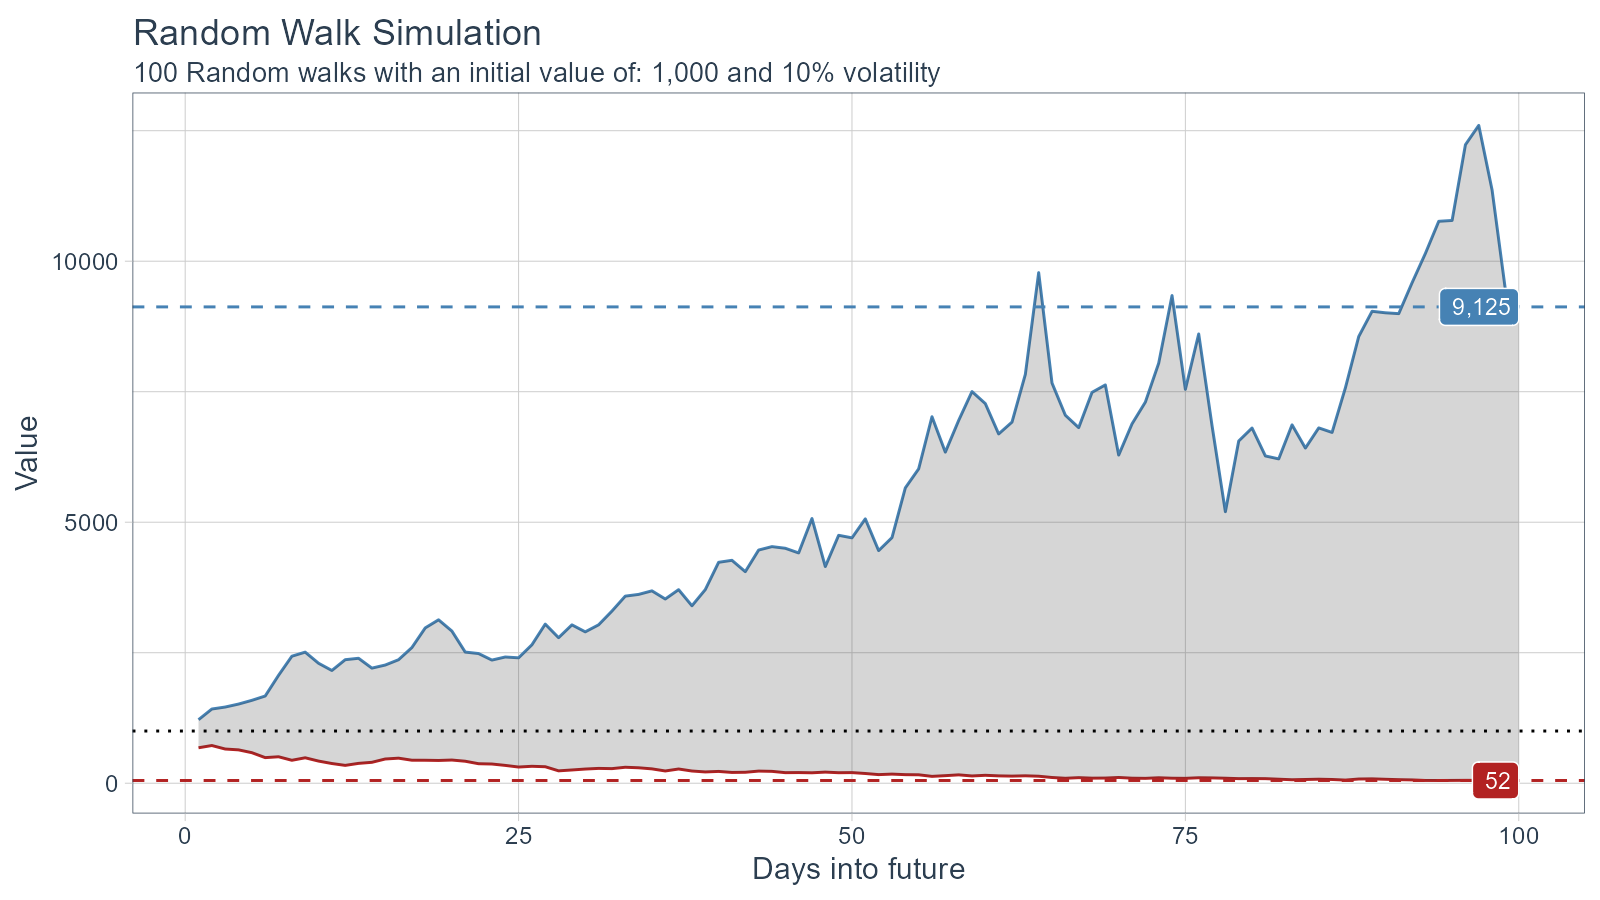 Random Walk Simulation
100 Random walks with an initial value of: 1,000 and 10% volatility
Value
10000
5000
0
9,125
52
0 25 50 75 100
Days into future